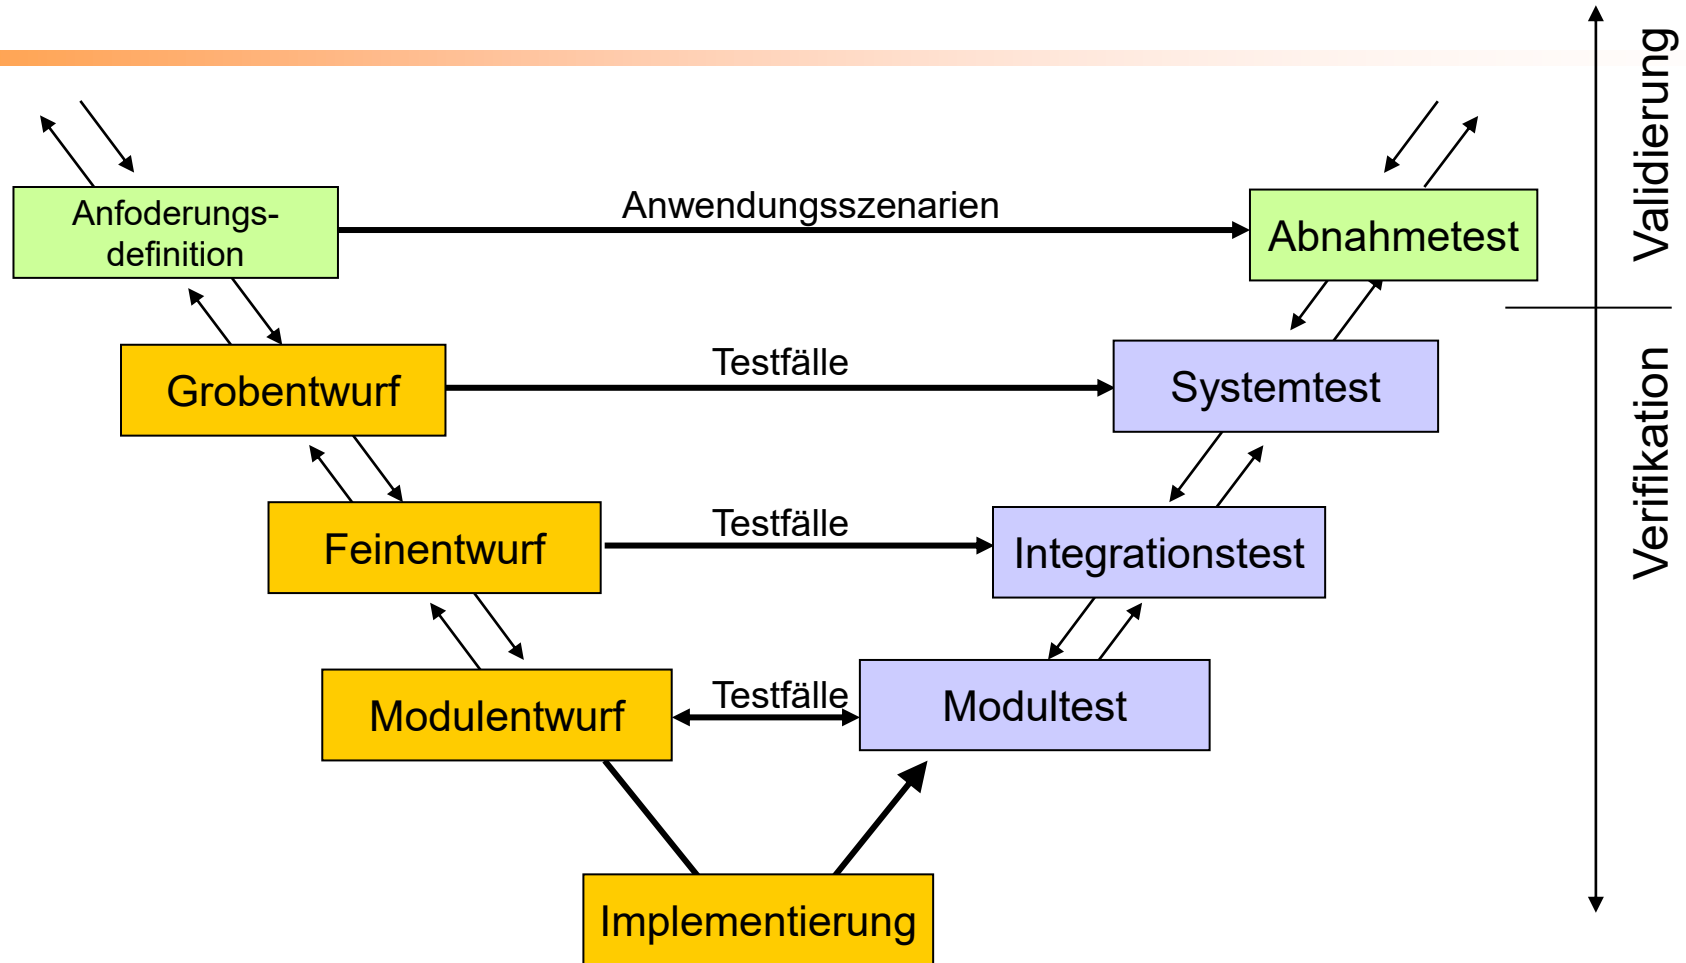 Validierung
Anfoderungs-
definition
Anwendungsszenarien
Abnahmetest
Grobentwurf
Testfälle
Systemtest
Verifikation
Feinentwurf
Testfälle
Integrationstest
Modulentwurf
Testfälle
Modultest
Implementierung